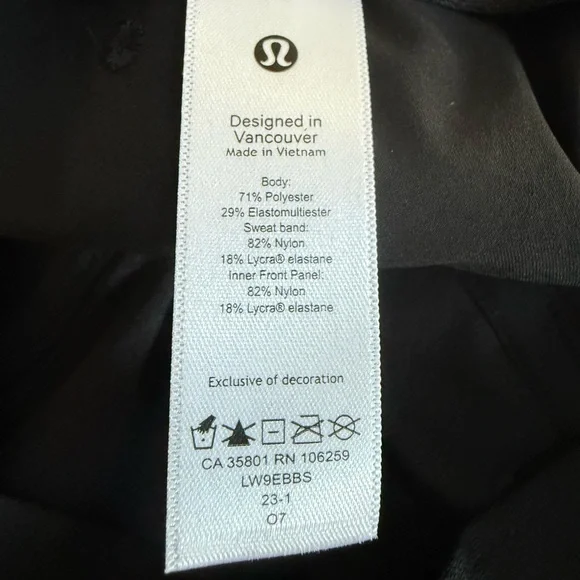 Designed in
Vancouver
Made in Vietnam
Body:
71% Polyester
29% Elastomultiester
Sweat band:
82% Nylon
18% Lycra® elastane
Inner Front Panel:
82% Nylon
18% Lycra® elastane
Exclusive of decoration
CA 35801 RN 106259
LW9EBBS
23-1
O7